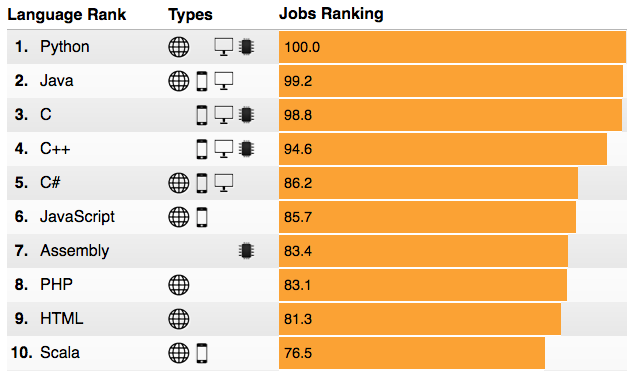 Language Rank Types Jobs Ranking
1. Python 100.0
2. Java 99.2
3. C 98.8
4. C++ 94.6
5. C# 86.2
6. JavaScript 85.7
7. Assembly 83.4
8. PHP 83.1
9. HTML 81.3
10. Scala 76.5